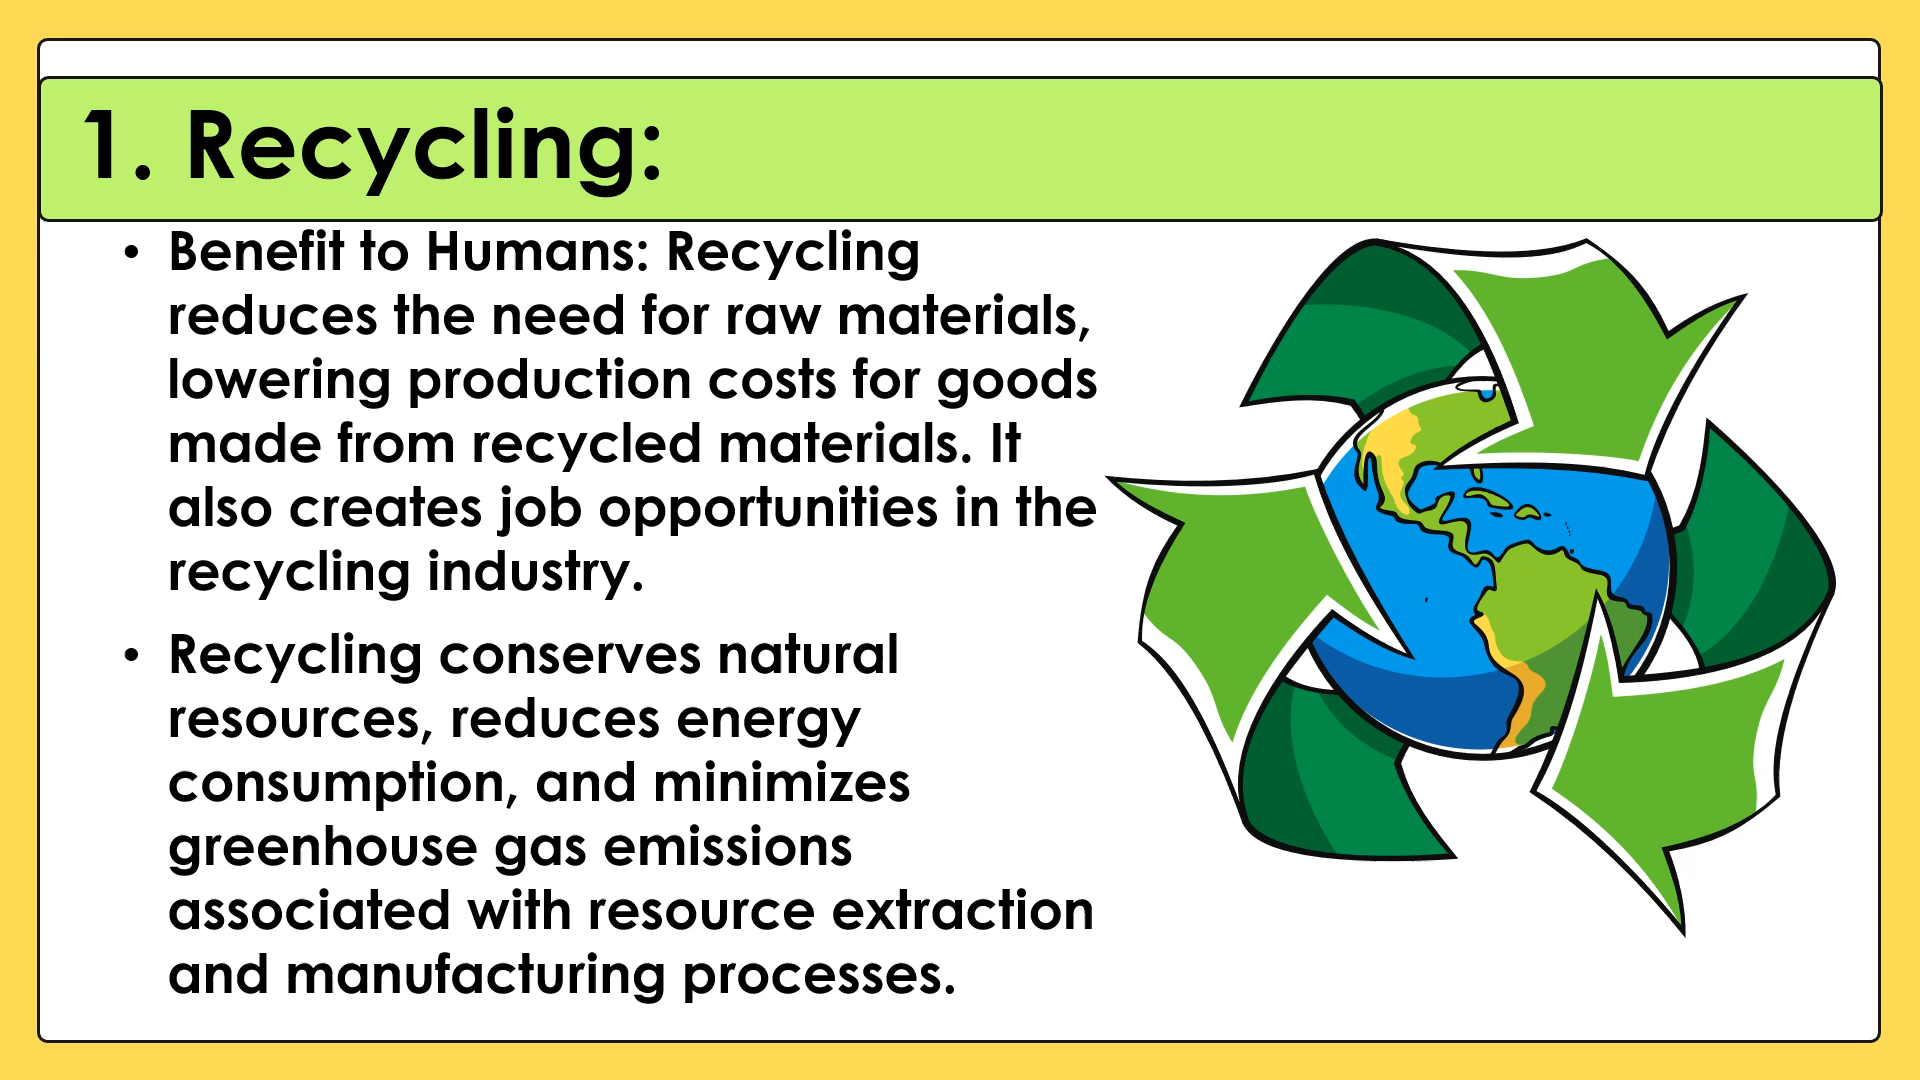 1. Recycling:
• Benefit to Humans: Recycling
reduces the need for raw materials,
lowering production costs for goods
made from recycled materials. It
also creates job opportunities in the
recycling industry.
• Recycling conserves natural
resources, reduces energy
consumption, and minimizes
greenhouse gas emissions
associated with resource extraction
and manufacturing processes.